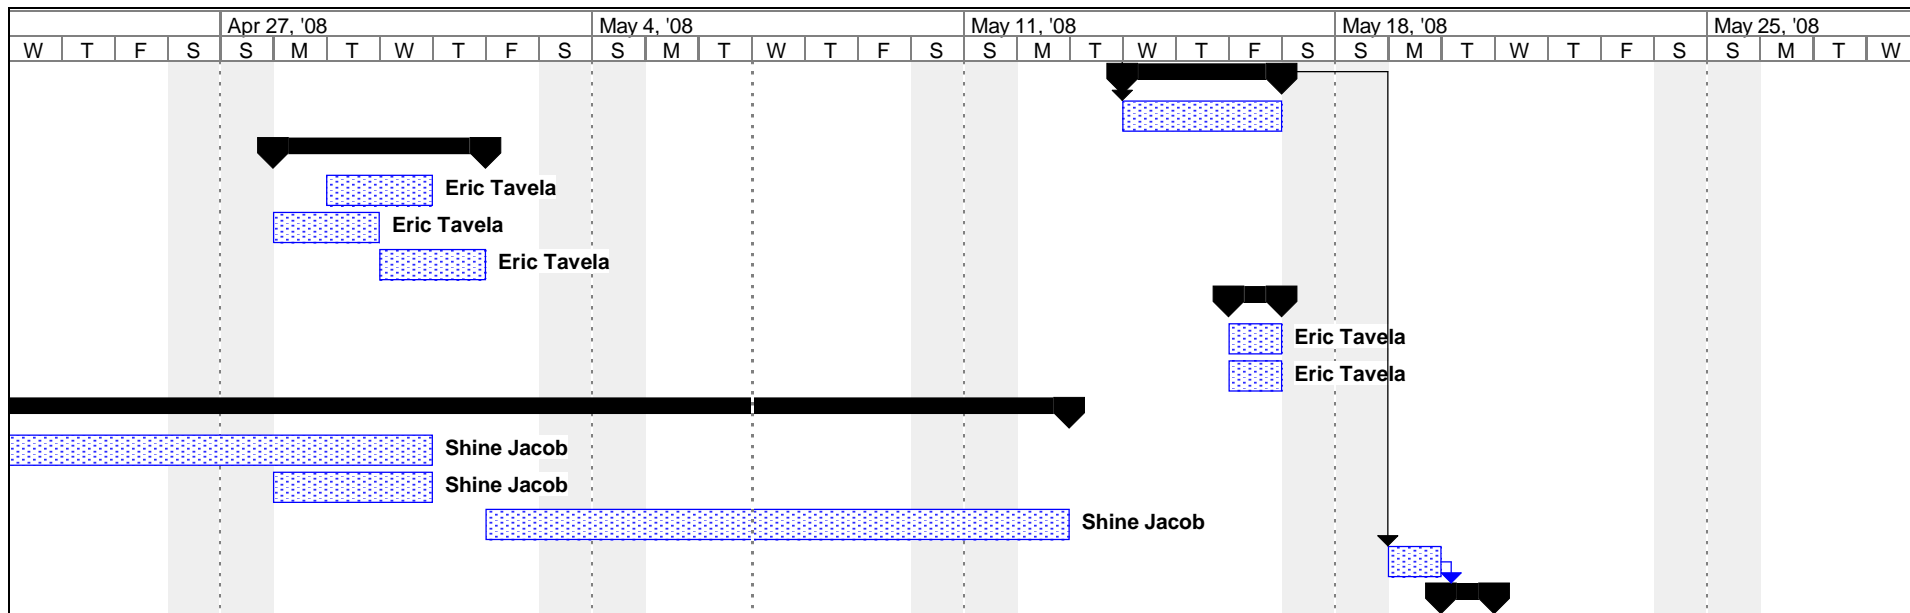 Apr 27, '08 May 4, '08 May 11, '08 May 18, '08 May 25, '08
W T F S S M T W T F S S M T W T F S S M T W T F S S M T W T F S S M T W
Eric Tavela
Eric Tavela
Eric Tavela
Eric Tavela
Eric Tavela
Shine Jacob
Shine Jacob
Shine Jacob